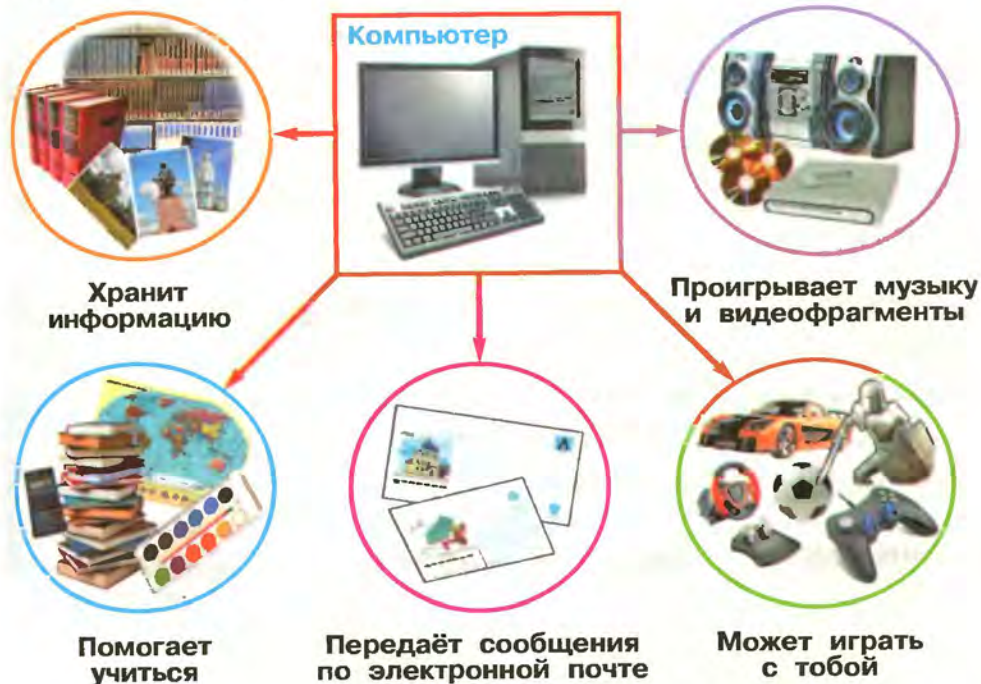 Компьютер
Хранит
информацию
Проигрывает музыку
и видеофрагменты
Помогает
учиться
Передаёт сообщения
по электронной почте
Может играть
с тобой